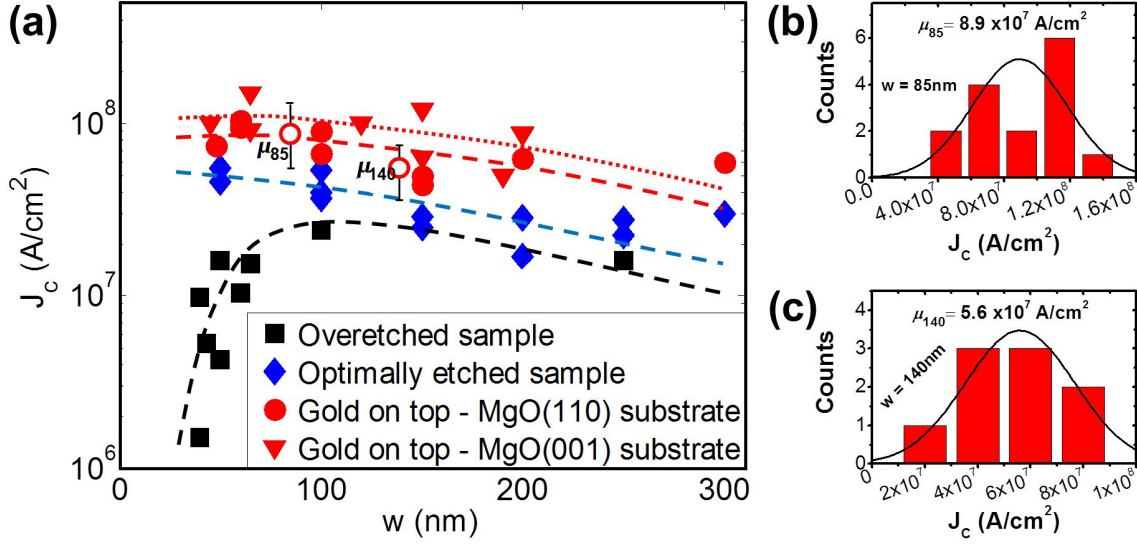 (a)
J_c (A/cm²)
10⁸
10⁷
10⁶
μ₈₅
μ₁₄₀
Overetched sample
Optimally etched sample
Gold on top - MgO(110) substrate
Gold on top - MgO(001) substrate
0 100 200 300
w (nm)
(b)
μ₈₅= 8.9 x10⁷ A/cm²
w = 85nm
Counts
6
4
2
0
0.0 4.0x10⁷ 8.0x10⁷ 1.2x10⁸ 1.6x10⁸
J_c (A/cm²)
(c)
μ₁₄₀= 5.6 x10⁷ A/cm²
w = 140nm
Counts
4
3
2
1
0
2x10⁷ 4x10⁷ 6x10⁷ 8x10⁷ 1x10⁸
J_c (A/cm²)